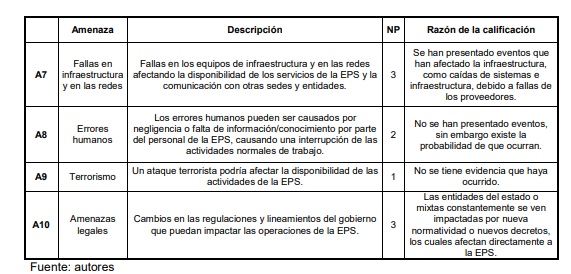 Amenaza Descripción NP Razón de la calificación
A7 Fallas en infraestructura y en las redes
Fallas en los equipos de infraestructura y en las redes
afectando la disponibilidad de los servicios de la EPS y la
comunicación con otras sedes y entidades.
3
Se han presentado eventos que
han afectado la infraestructura,
como caídas de sistemas e
infraestructura, debido a fallas de
los proveedores.
A8 Errores humanos
Los errores humanos pueden ser causados por
negligencia o falta de información/conocimiento por parte
del personal de la EPS, causando una interrupción de las
actividades normales de trabajo.
2
No se han presentado eventos,
sin embargo existe la
probabilidad de que ocurran.
A9 Terrorismo
Un ataque terrorista podría afectar la disponibilidad de las
actividades de la EPS.
1
No se tiene evidencia que haya
ocurrido.
A10 Amenazas legales
Cambios en las regulaciones y lineamientos del gobierno
que puedan impactar las operaciones de la EPS.
3
Las entidades del estado o
mixtas constantemente se ven
impactadas por nueva
normatividad o nuevos decretos,
los cuales afectan directamente a
la EPS.
Fuente: autores